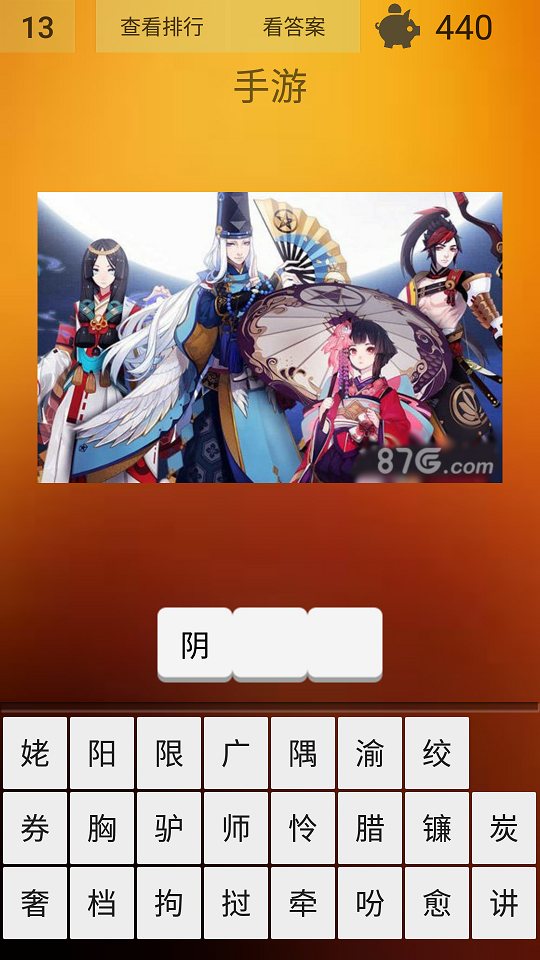 13 查看排行 看答案 440
手游
87G.com
阴
姥 阳 限 广 隅 渝 绞
券 胸 驴 师 怜 腊 镰 炭
奢 档 拘 挝 牵 吩 愈 讲